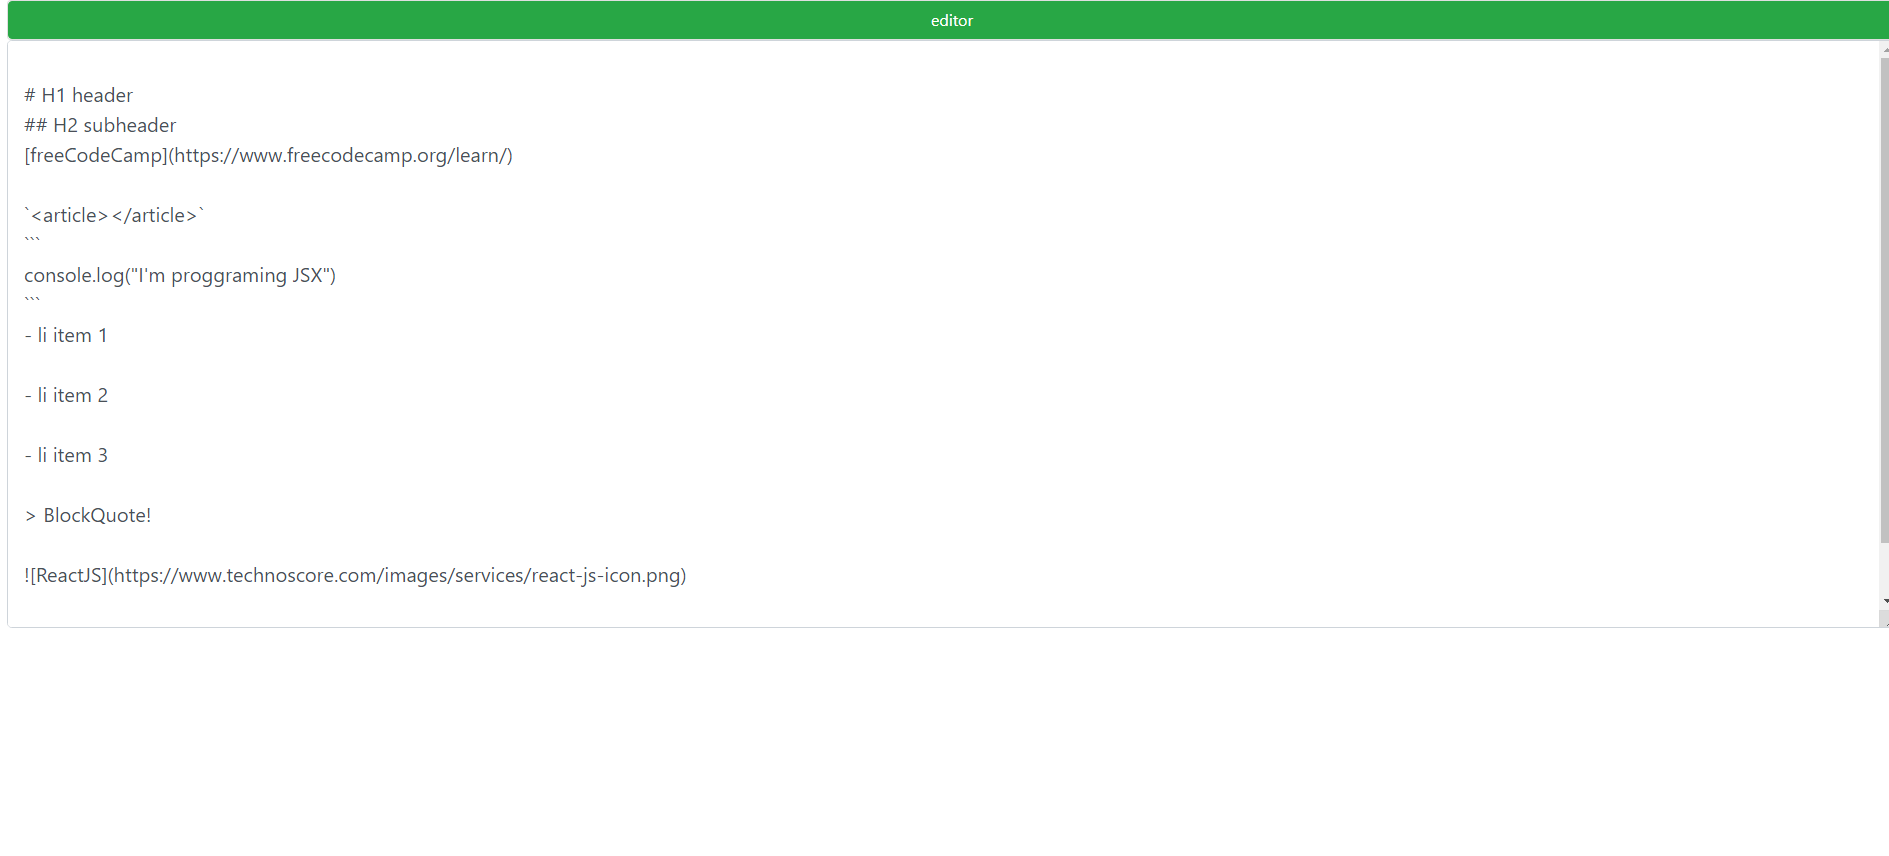 editor
# H1 header
## H2 subheader
[freeCodeCamp](https://www.freecodecamp.org/learn/)
`<article></article>`
```
console.log("I'm proggraming JSX")
```
- li item 1
- li item 2
- li item 3
> BlockQuote!
![ReactJS](https://www.technoscore.com/images/services/react-js-icon.png)